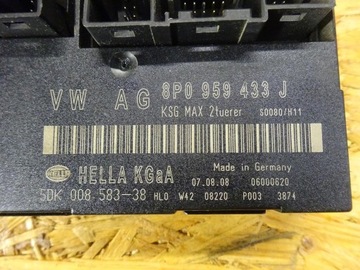 VW AG 8P0 959 433 J
KSG MAX 2tuerer S0080/H11
HELLA KGaA Made in Germany
07.08.08 06000620
5DK 008 583-38 HL0 W42 08220 P003 3874